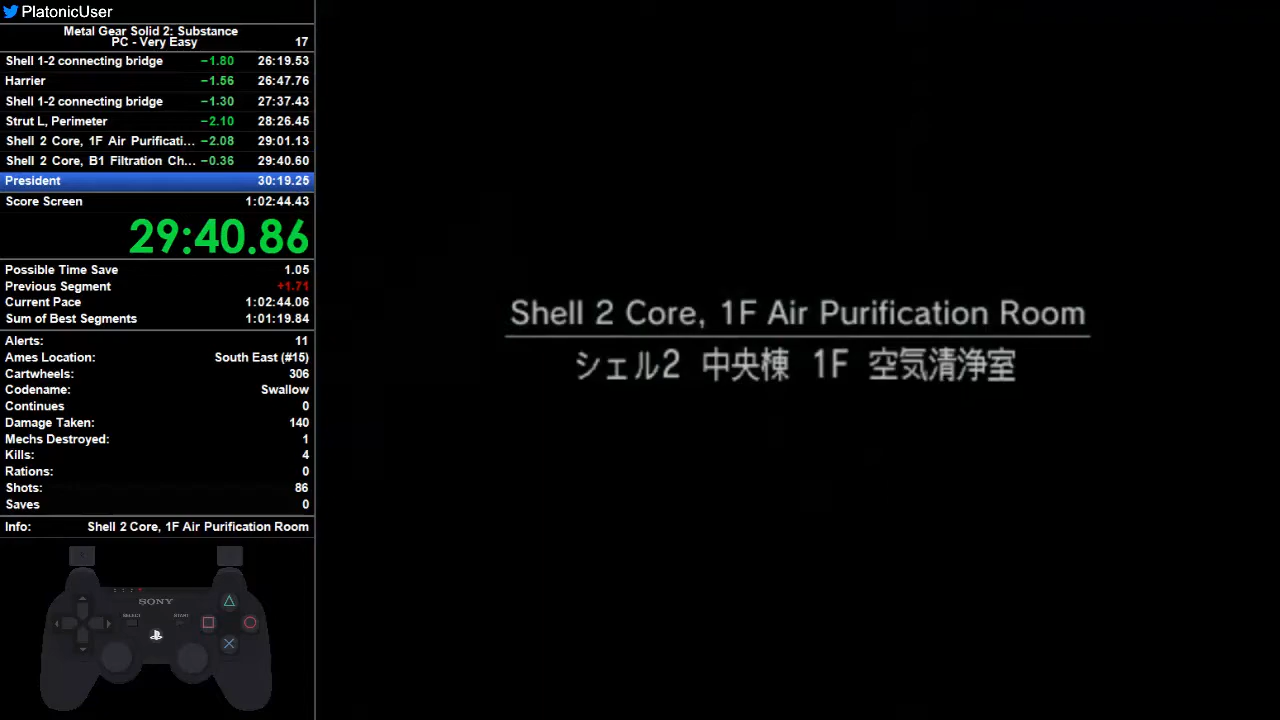 PlatonicUser
Metal Gear Solid 2: Substance
PC - Very Easy 17
Shell 1-2 connecting bridge −1.80 26:19.53
Harrier −1.56 26:47.76
Shell 1-2 connecting bridge −1.30 27:37.43
Strut L, Perimeter −2.10 28:26.45
Shell 2 Core, 1F Air Purificati... −2.08 29:01.13
Shell 2 Core, B1 Filtration Ch... −0.36 29:40.60
President 30:19.25
Score Screen 1:02:44.43
29:40.86
Possible Time Save 1.05
Previous Segment +1.71
Current Pace 1:02:44.06
Sum of Best Segments 1:01:19.84
Alerts: 11
Ames Location: South East (#15)
Cartwheels: 306
Codename: Swallow
Continues 0
Damage Taken: 140
Mechs Destroyed: 1
Kills: 4
Rations: 0
Shots: 86
Saves 0
Info: Shell 2 Core, 1F Air Purification Room
SONY
SELECT START
Shell 2 Core, 1F Air Purification Room
シェル2 中央棟 1F 空気清浄室